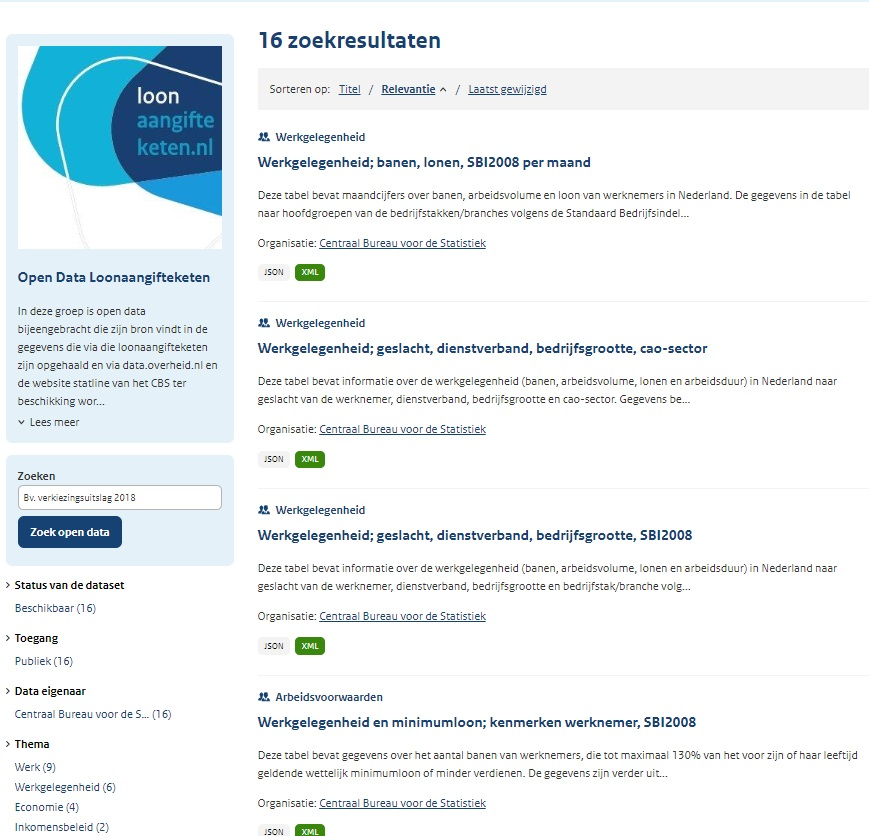 loon
aangifte
keten.nl
Open Data Loonaangifteketen
In deze groep is open data
bijeengebracht die zijn bron vindt in de
gegevens die via die loonaangifteketen
zijn opgehaald en via data.overheid.nl en
de website statline van het CBS ter
beschikking wor...
Lees meer
Zoeken
Bv. verkiezingsuitslag 2018
Zoek open data
Status van de dataset
Beschikbaar (16)
Toegang
Publiek (16)
Data eigenaar
Centraal Bureau voor de S... (16)
Thema
Werk (9)
Werkgelegenheid (6)
Economie (4)
Inkomensbeleid (2)
16 zoekresultaten
Sorteren op: Titel / Relevantie / Laatst gewijzigd
Werkgelegenheid
Werkgelegenheid; banen, lonen, SBI2008 per maand
Deze tabel bevat maandcijfers over banen, arbeidsvolume en loon van werknemers in Nederland. De gegevens in de tabel
naar hoofdgroepen van de bedrijfstakken/branches volgens de Standaard Bedrijfsindel...
Organisatie: Centraal Bureau voor de Statistiek
JSON XML
Werkgelegenheid
Werkgelegenheid; geslacht, dienstverband, bedrijfsgrootte, cao-sector
Deze tabel bevat informatie over de werkgelegenheid (banen, arbeidsvolume, lonen en arbeidsduur) in Nederland naar
geslacht van de werknemer, dienstverband, bedrijfsgrootte en cao-sector. Gegevens be...
Organisatie: Centraal Bureau voor de Statistiek
JSON XML
Werkgelegenheid
Werkgelegenheid; geslacht, dienstverband, bedrijfsgrootte, SBI2008
Deze tabel bevat informatie over de werkgelegenheid (banen, arbeidsvolume, lonen en arbeidsduur) in Nederland naar
geslacht van de werknemer, dienstverband, bedrijfsgrootte en bedrijfstak/branche volg...
Organisatie: Centraal Bureau voor de Statistiek
JSON XML
Arbeidsvoorwaarden
Werkgelegenheid en minimumloon; kenmerken werknemer, SBI2008
Deze tabel bevat gegevens over het aantal banen van werknemers, die tot maximaal 130% van het voor zijn of haar leeftijd
geldende wettelijk minimumloon of minder verdienen. De gegevens zijn verder uit...
Organisatie: Centraal Bureau voor de Statistiek
JSON XML